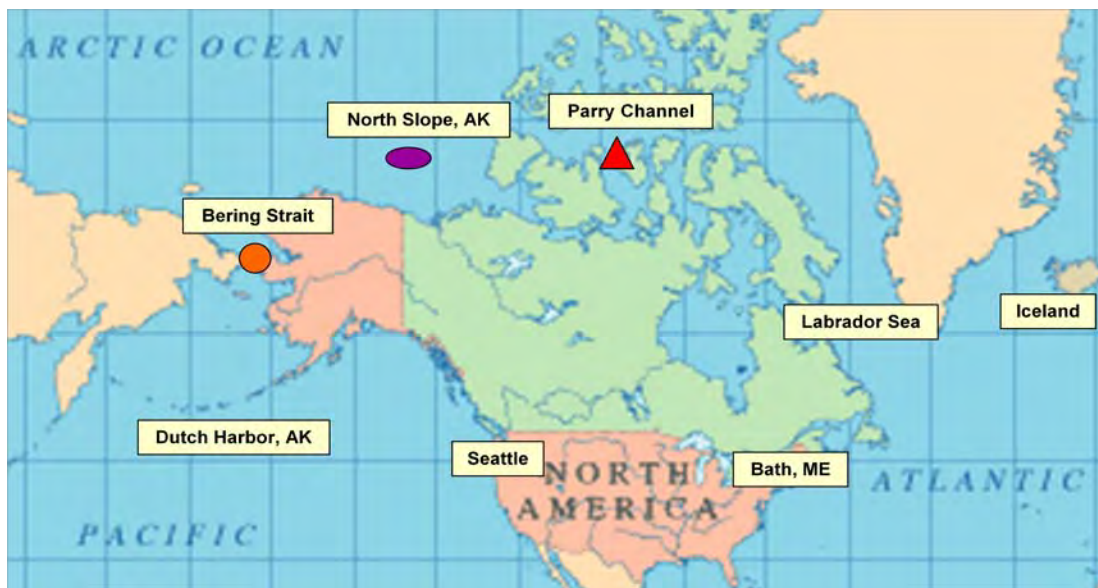 ARCTIC OCEAN
North Slope, AK
Parry Channel
Bering Strait
Labrador Sea
Iceland
Dutch Harbor, AK
Seattle
Bath, ME
NORTH
AMERICA
ATLANTIC
PACIFIC